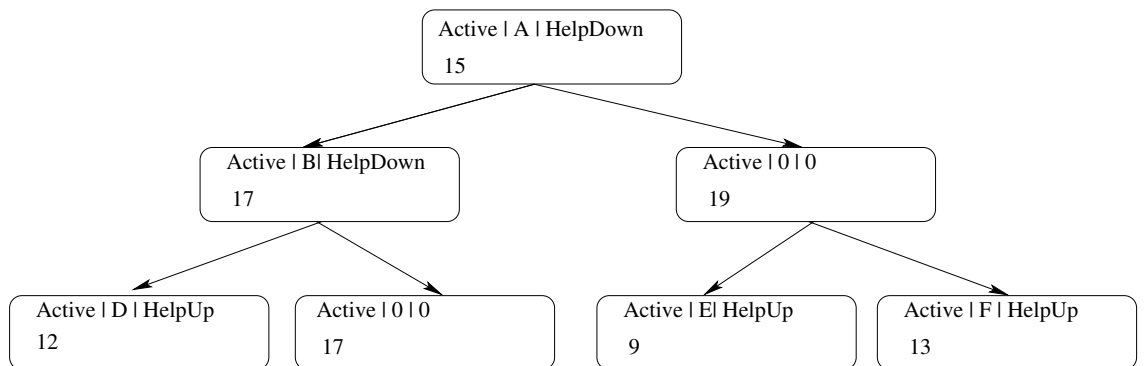 Active | A | HelpDown
15
Active | B| HelpDown
17
Active | 0 | 0
19
Active | D | HelpUp
12
Active | 0 | 0
17
Active | E| HelpUp
9
Active | F | HelpUp
13